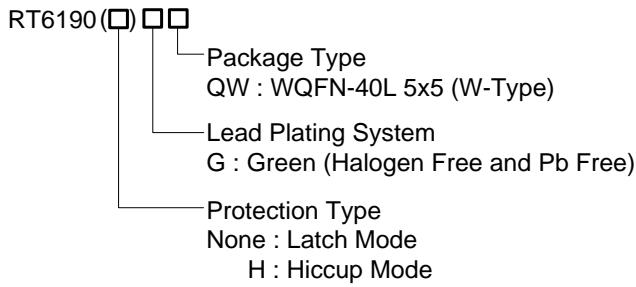 RT6190(□)□□
Package Type
QW : WQFN-40L 5x5 (W-Type)
Lead Plating System
G : Green (Halogen Free and Pb Free)
Protection Type
None : Latch Mode
H : Hiccup Mode